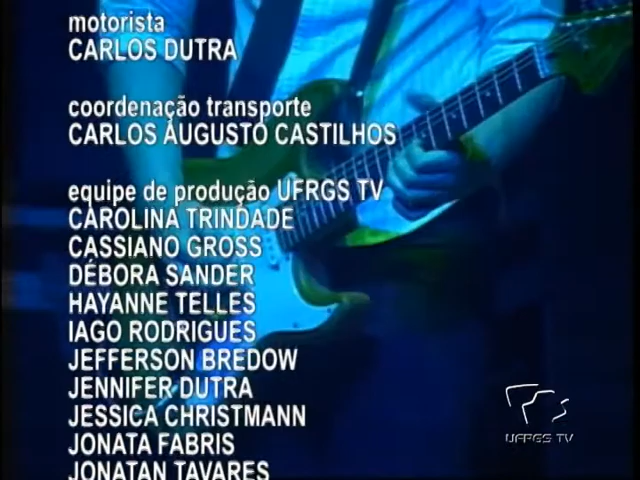 motorista
CARLOS DUTRA
coordenação transporte
CARLOS AUGUSTO CASTILHOS
equipe de produção UFRGS TV
CAROLINA TRINDADE
CASSIANO GROSS
DÉBORA SANDER
HAYANNE TELLES
IAGO RODRIGUES
JEFFERSON BREDOW
JENNIFER DUTRA
JESSICA CHRISTMANN
JONATA FABRIS
JONATAN TAVARES
UFRGS TV